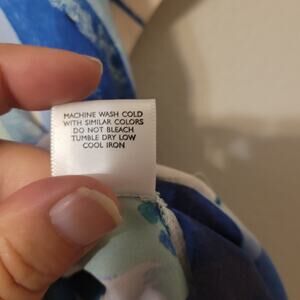 MACHINE WASH COLD
WITH SIMILAR COLORS
DO NOT BLEACH
TUMBLE DRY LOW
COOL IRON